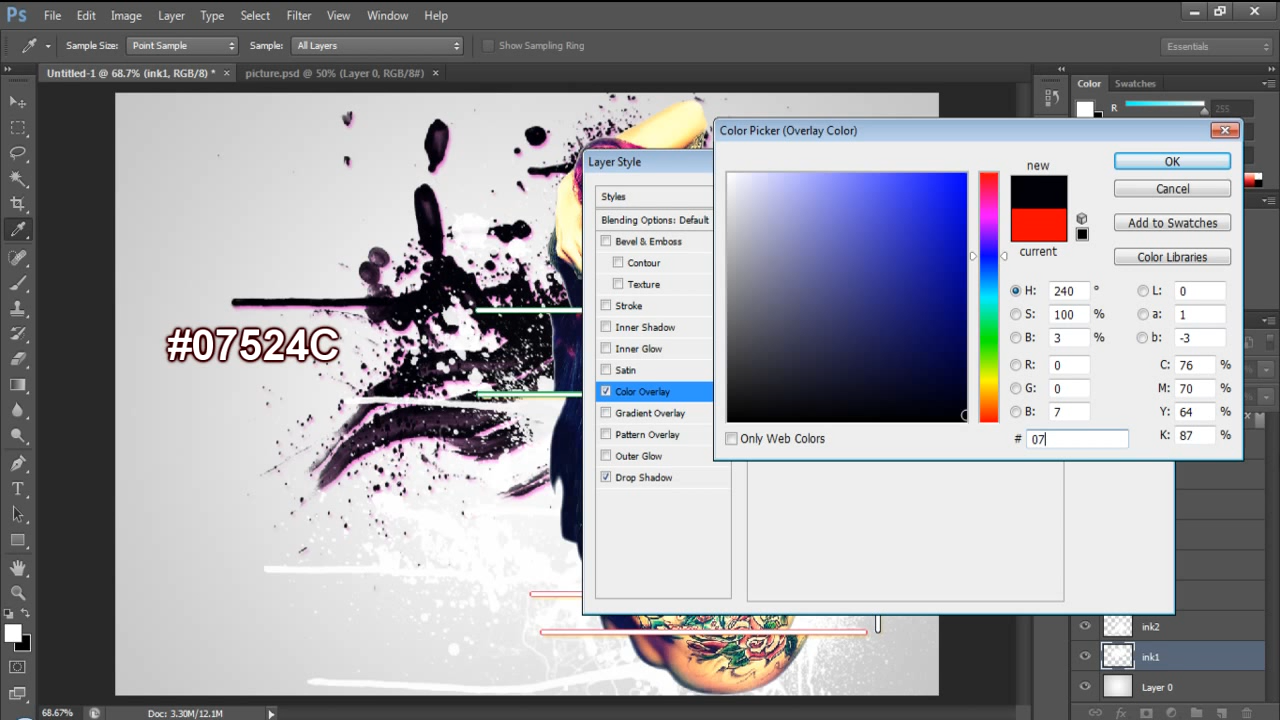 Ps File Edit Image Layer Type Select Filter View Window Help
Sample Size: Point Sample Sample: All Layers Show Sampling Ring Essentials
Untitled-1 @ 68.7% (ink1, RGB/8) * × picture.psd @ 50% (Layer 0, RGB/8#) ×
Color Swatches
R 255
Color Picker (Overlay Color)
new
current
OK
Cancel
Add to Swatches
Color Libraries
H: 240 ° L: 0
S: 100 % a: 1
B: 3 % b: -3
R: 0 C: 76 %
G: 0 M: 70 %
B: 7 Y: 64 %
K: 87 %
Only Web Colors # 07
Layer Style
Styles
Blending Options: Default
Bevel & Emboss
Contour
Texture
Stroke
Inner Shadow
Inner Glow
Satin
Color Overlay
Gradient Overlay
Pattern Overlay
Outer Glow
Drop Shadow
#07524C
ink2
ink1
Layer 0
68.67% Doc: 3.30M/12.1M